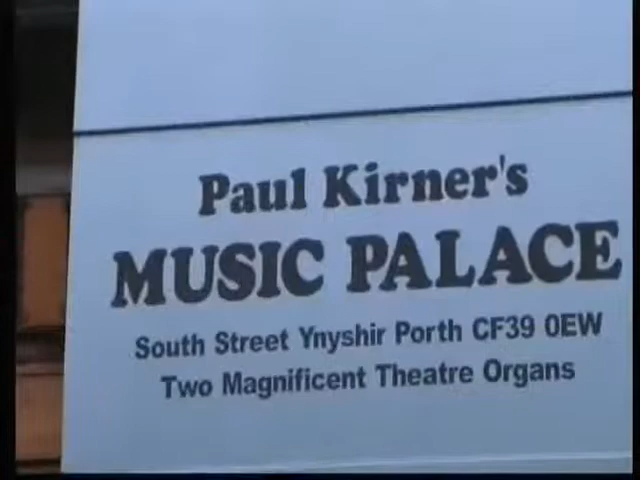 Paul Kirner's
MUSIC PALACE
South Street Ynyshir Porth CF39 0EW
Two Magnificent Theatre Organs